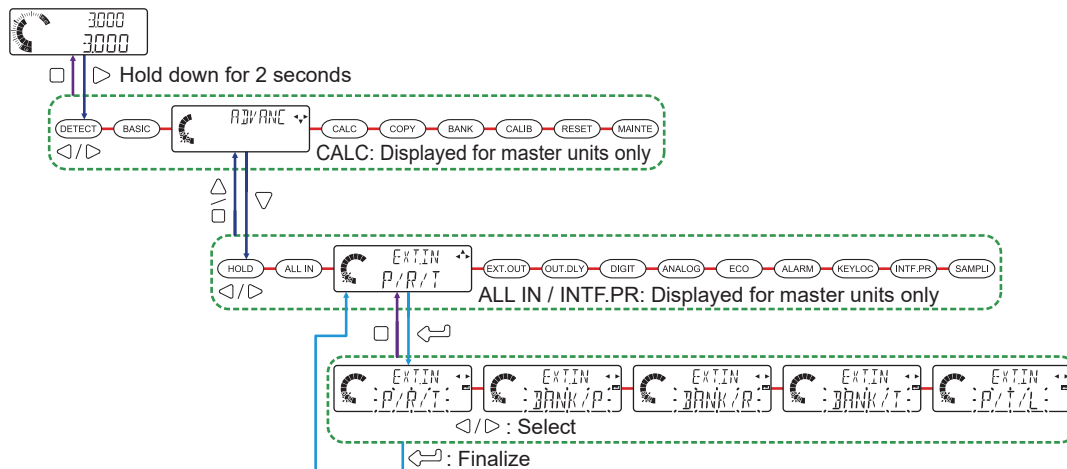 3.000
3.000
Hold down for 2 seconds
DETECT BASIC ADVANC CALC COPY BANK CALIB RESET MAINTE
/ CALC: Displayed for master units only
HOLD ALL IN EXT.IN EXT.OUT OUT.DLY DIGIT ANALOG ECO ALARM KEYLOC INTF.PR SAMPLI
P/R/T
/ ALL IN / INTF.PR: Displayed for master units only
EXT.IN EXT.IN EXT.IN EXT.IN EXT.IN
P/R/T BANK/P BANK/R BANK/T P/T/L
/ : Select
: Finalize